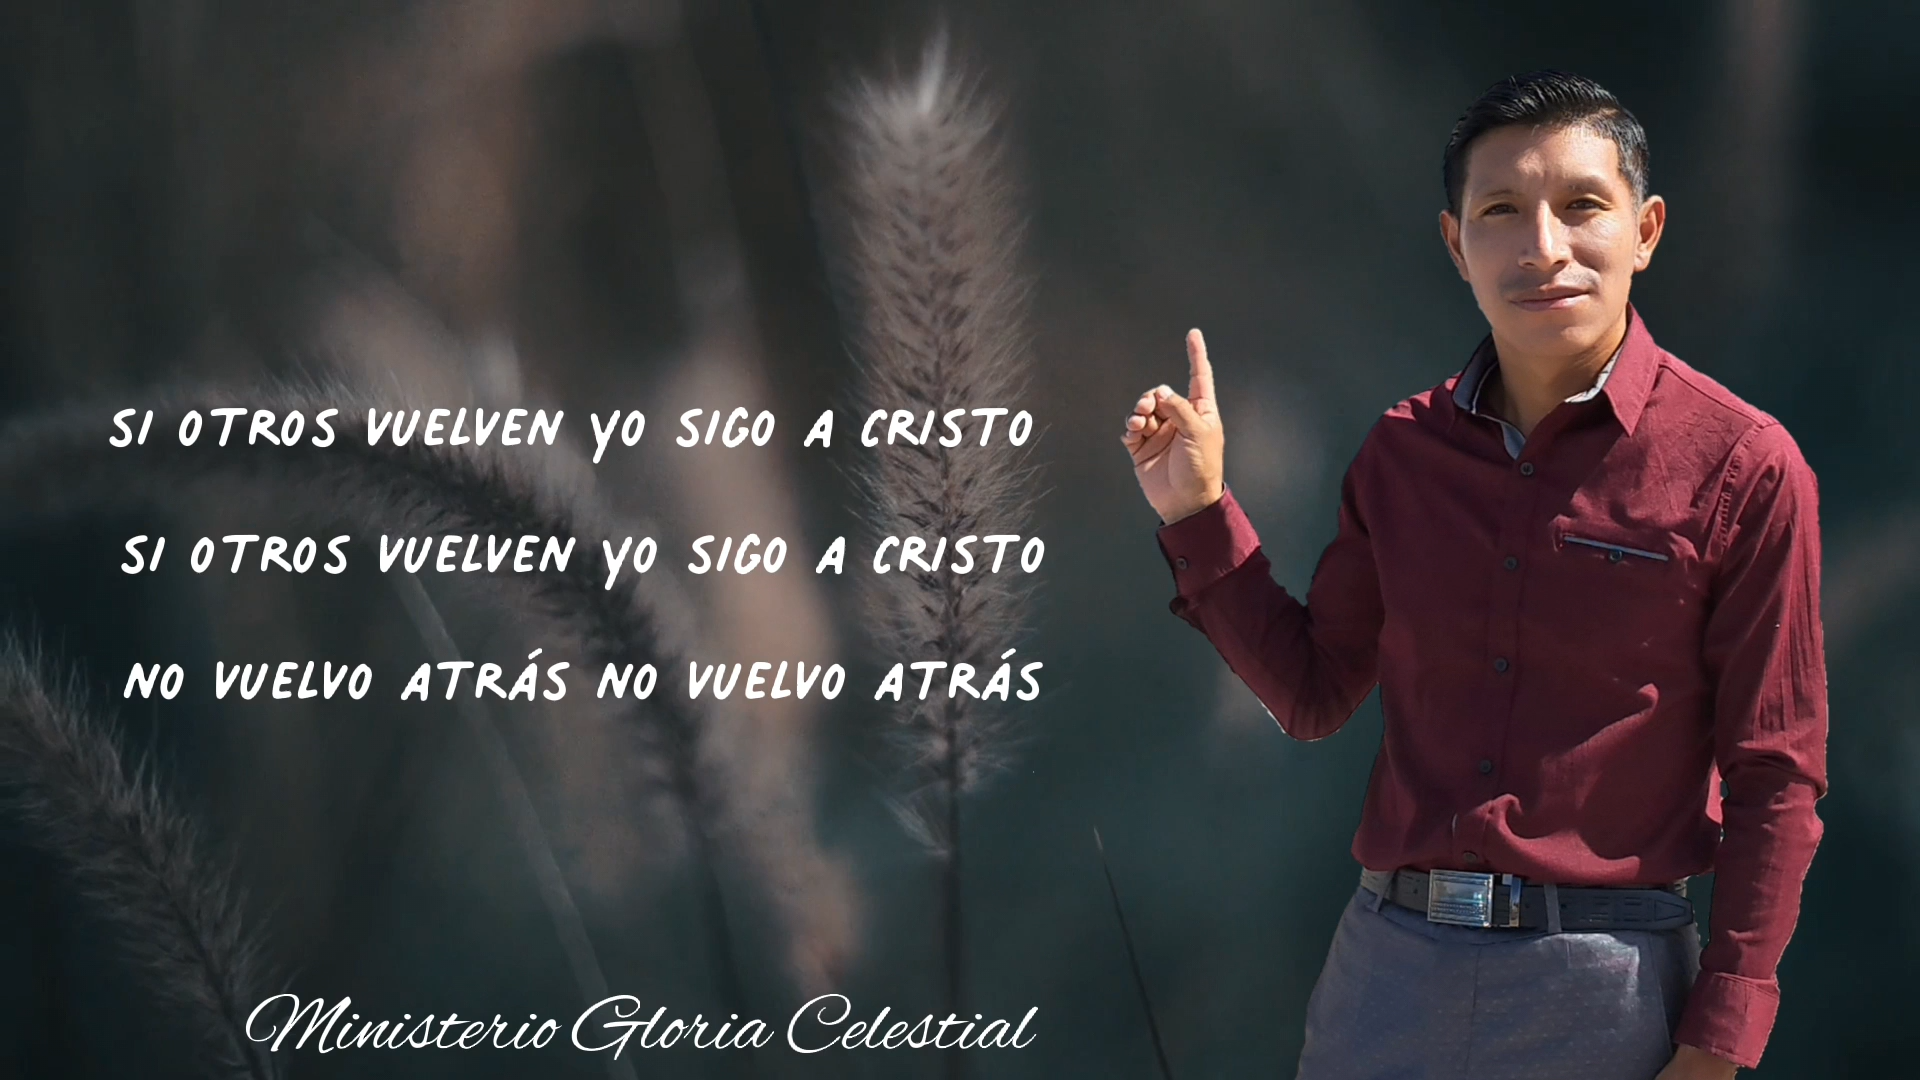 SI OTROS VUELVEN YO SIGO A CRISTO
SI OTROS VUELVEN YO SIGO A CRISTO
NO VUELVO ATRÁS NO VUELVO ATRÁS
Ministerio Gloria Celestial